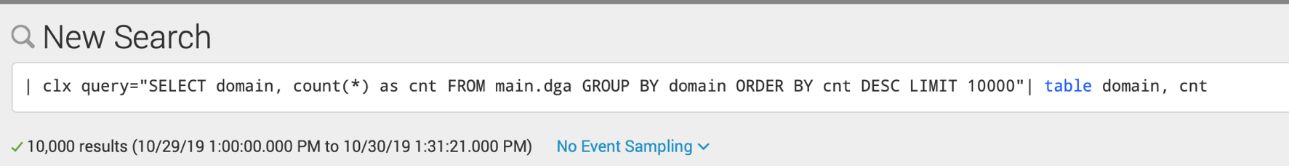 New Search
| clx query="SELECT domain, count(*) as cnt FROM main.dga GROUP BY domain ORDER BY cnt DESC LIMIT 10000"| table domain, cnt
10,000 results (10/29/19 1:00:00.000 PM to 10/30/19 1:31:21.000 PM) No Event Sampling